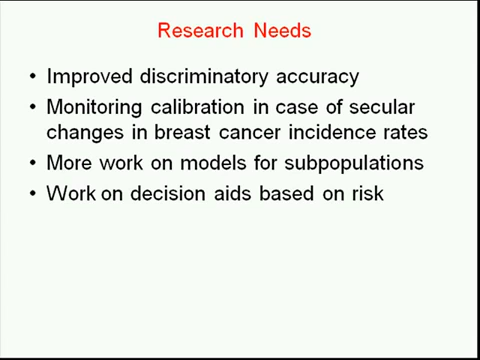 Research Needs
• Improved discriminatory accuracy
• Monitoring calibration in case of secular
changes in breast cancer incidence rates
• More work on models for subpopulations
• Work on decision aids based on risk